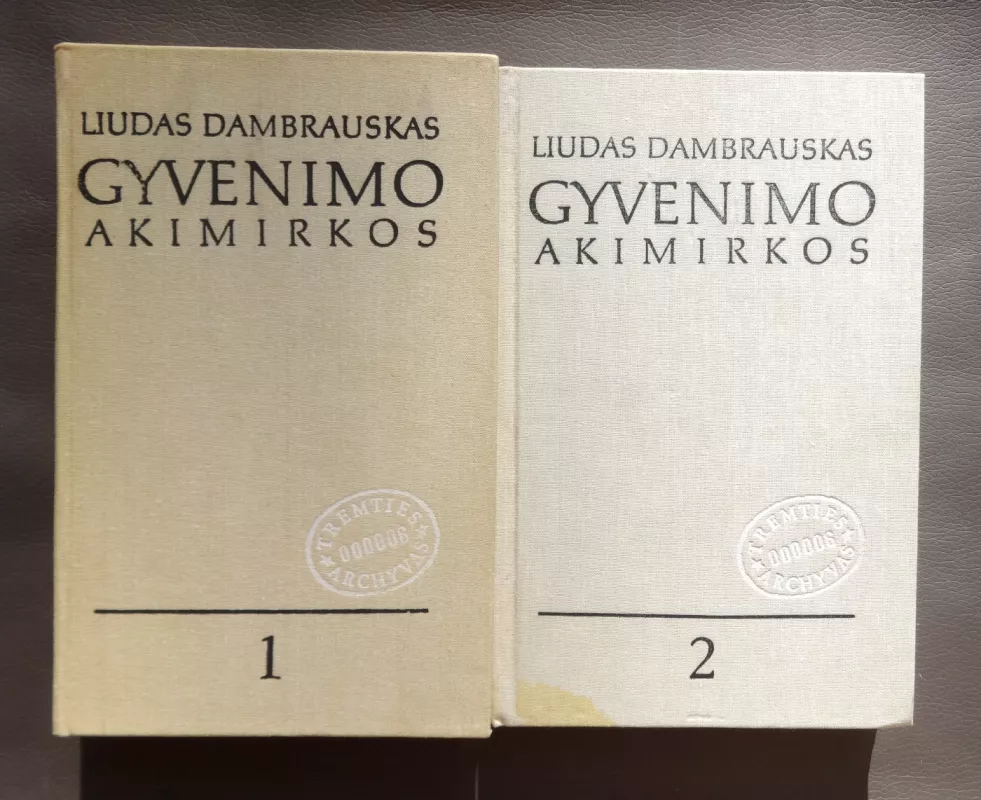 LIUDAS DAMBRAUSKAS
GYVENIMO
AKIMIRKOS
TREMTIES
000006
ARCHYVAS
1
LIUDAS DAMBRAUSKAS
GYVENIMO
AKIMIRKOS
TREMTIES
000006
ARCHYVAS
2